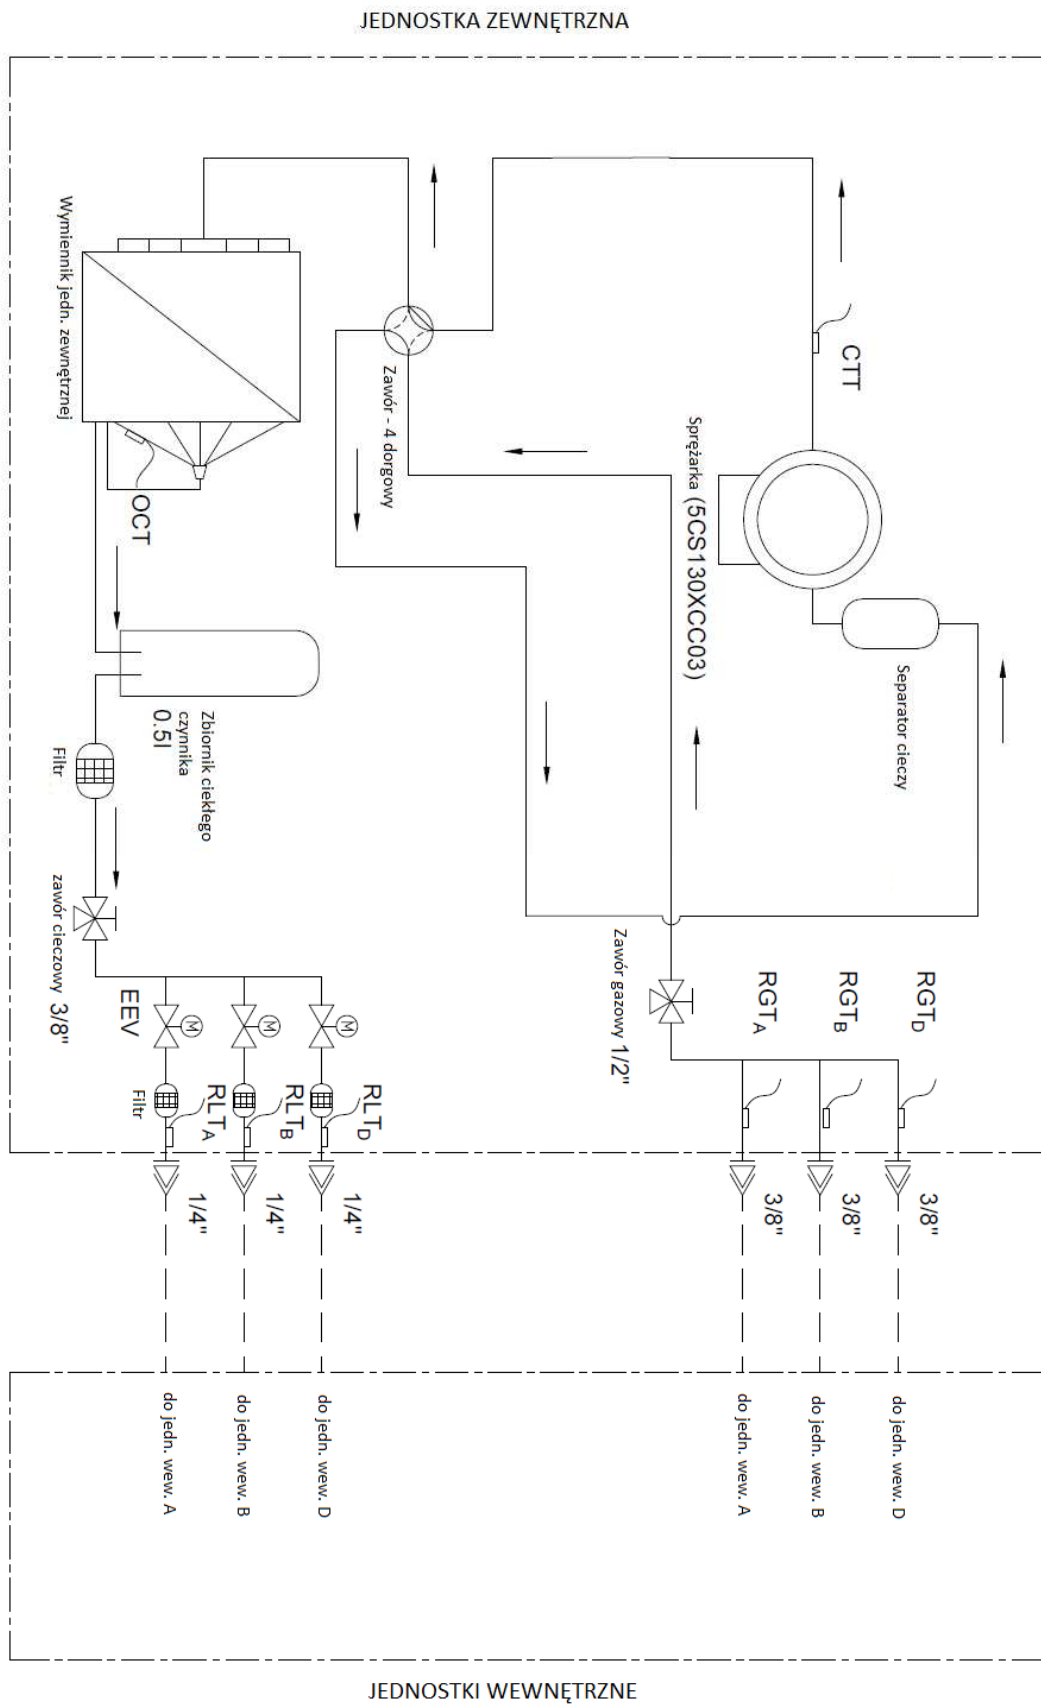 JEDNOSTKA ZEWNĘTRZNA
Wymiennik jedn. zewnętrznej
OCT
Zawór - 4 dorgowy
CTT
Sprężarka (5CS130XCC03)
Separator cieczy
Zbiornik ciekłego
czynnika
0.5l
Filtr
zawór cieczowy 3/8"
Zawór gazowy 1/2"
EEV
M
M
M
RGTA
RGTB
RGTD
Filtr
RLTA
RLTB
RLTD
1/4"
1/4"
1/4"
3/8"
3/8"
3/8"
do jedn. wew. A
do jedn. wew. B
do jedn. wew. D
do jedn. wew. A
do jedn. wew. B
do jedn. wew. D
JEDNOSTKI WEWNĘTRZNE